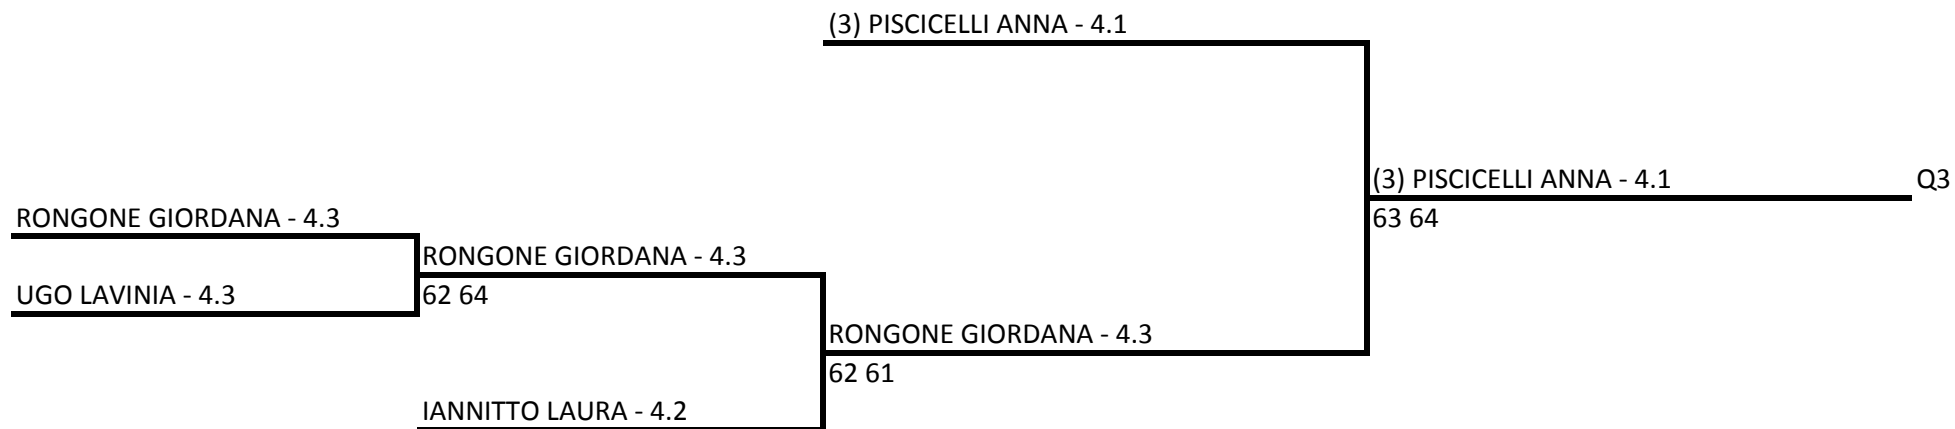 (3) PISCICELLI ANNA - 4.1
(3) PISCICELLI ANNA - 4.1
Q3
63 64
RONGONE GIORDANA - 4.3
RONGONE GIORDANA - 4.3
UGO LAVINIA - 4.3
62 64
RONGONE GIORDANA - 4.3
62 61
IANNITTO LAURA - 4.2